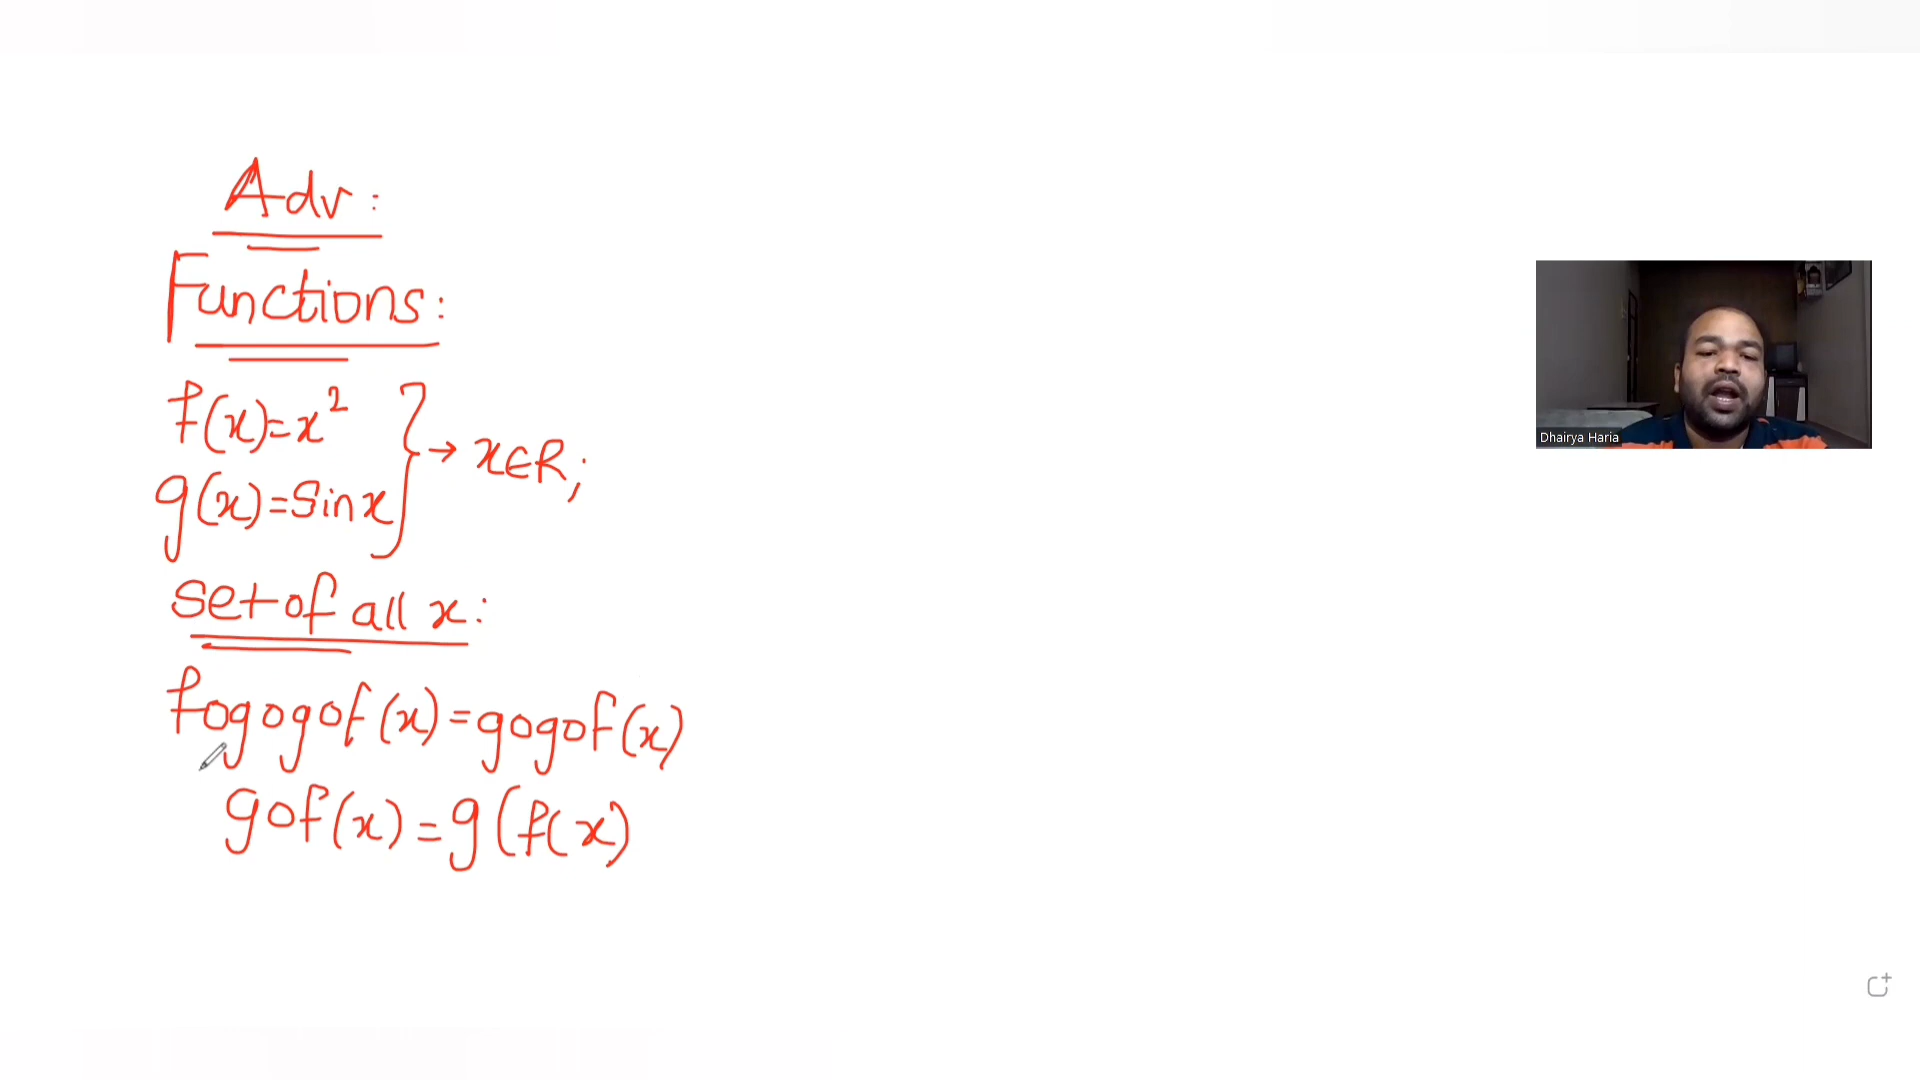 Adv:
Functions:
f(x)=x²
g(x)=Sinx
} → x∈R;
set of all x:
fogogof(x)=gogof(x)
gof(x)=g(f(x)
Dhairya Haria